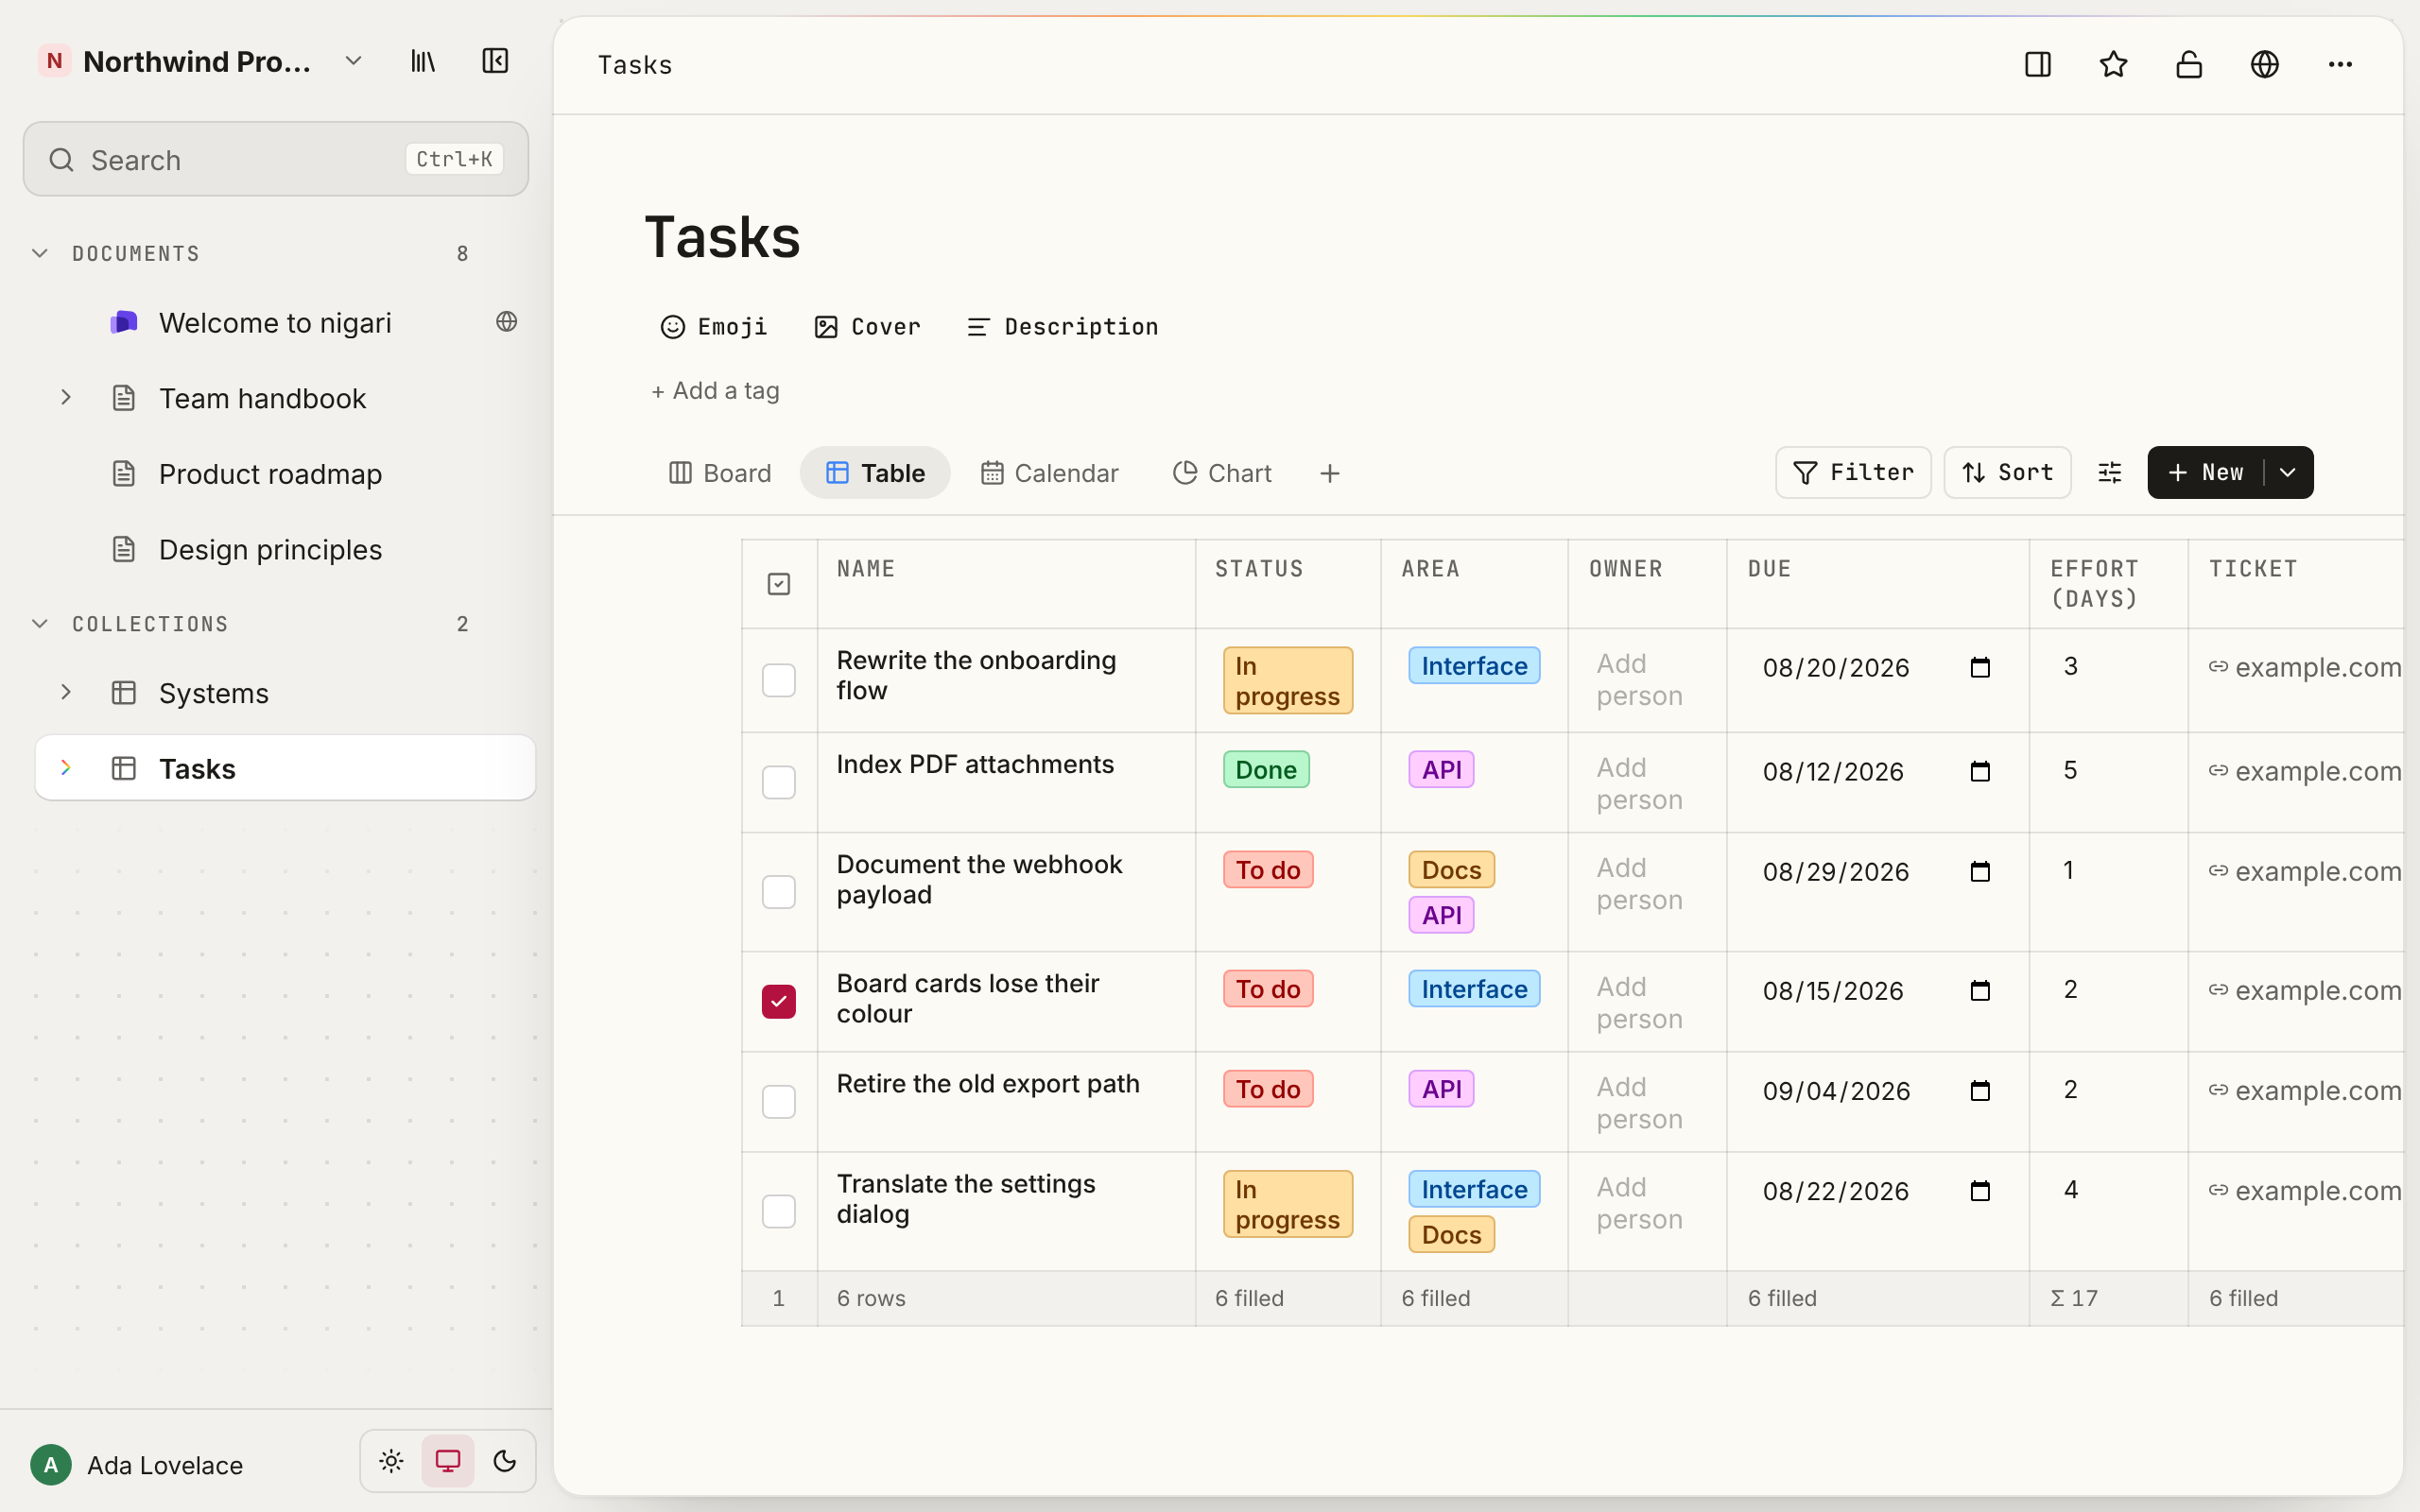 N Northwind Pro...
Search Ctrl+K
DOCUMENTS 8
Welcome to nigari
Team handbook
Product roadmap
Design principles
COLLECTIONS 2
Systems
Tasks
A Ada Lovelace
Tasks
Tasks
Emoji Cover Description
+ Add a tag
Board Table Calendar Chart +
Filter Sort + New
NAME STATUS AREA OWNER DUE EFFORT TICKET
(DAYS)
Rewrite the onboarding In Interface Add 08/20/2026 3 example.com
flow progress person
Index PDF attachments Done API Add 08/12/2026 5 example.com
person
Document the webhook To do Docs Add 08/29/2026 1 example.com
payload API person
Board cards lose their To do Interface Add 08/15/2026 2 example.com
colour person
Retire the old export path To do API Add 09/04/2026 2 example.com
person
Translate the settings In Interface Add 08/22/2026 4 example.com
dialog progress Docs person
1 6 rows 6 filled 6 filled 6 filled Σ 17 6 filled